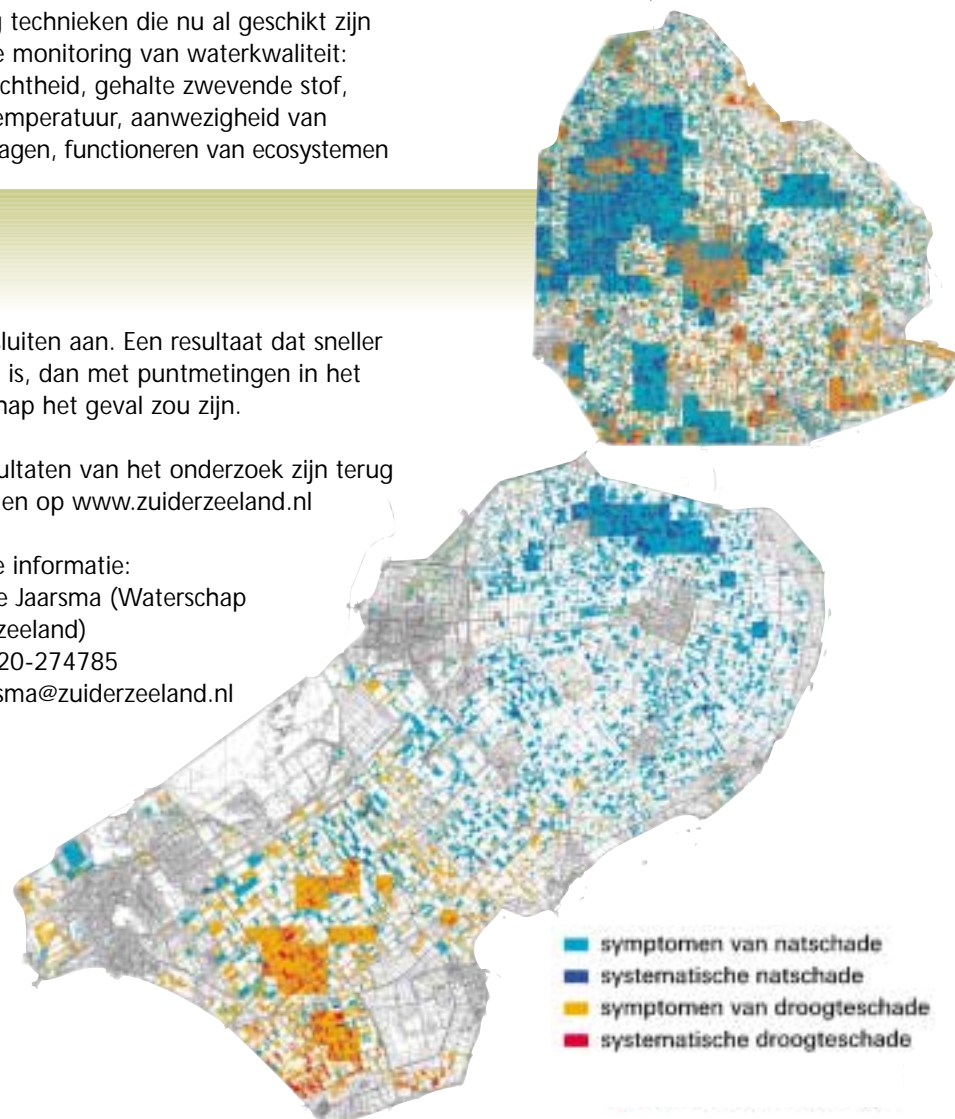 g technieken die nu al geschikt zijn
e monitoring van waterkwaliteit:
chtheid, gehalte zwevende stof,
emperatuur, aanwezigheid van
agen, functioneren van ecosystemen
luiten aan. Een resultaat dat sneller
is, dan met puntmetingen in het
hap het geval zou zijn.
sultaten van het onderzoek zijn terug
en op www.zuiderzeeland.nl
e informatie:
e Jaarsma (Waterschap
rzeeland)
20-274785
sma@zuiderzeeland.nl
symptomen van natschade
systematische natschade
symptomen van droogteschade
systematische droogteschade